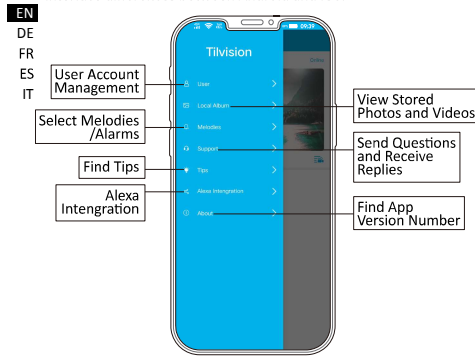 EN
DE
FR
ES
IT
09:39
Tilvision
User
Local Album
Melodies
Support
Tips
Alexa Intengration
About
User Account
Management
Select Melodies
/Alarms
Find Tips
Alexa
Intengration
View Stored
Photos and Videos
Send Questions
and Receive
Replies
Find App
Version Number